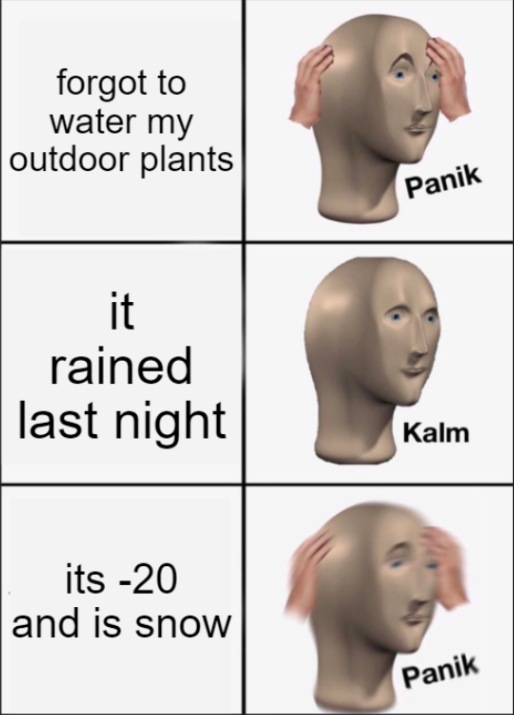 forgot to
water my
outdoor plants
Panik
it
rained
last night
Kalm
its -20
and is snow
Panik